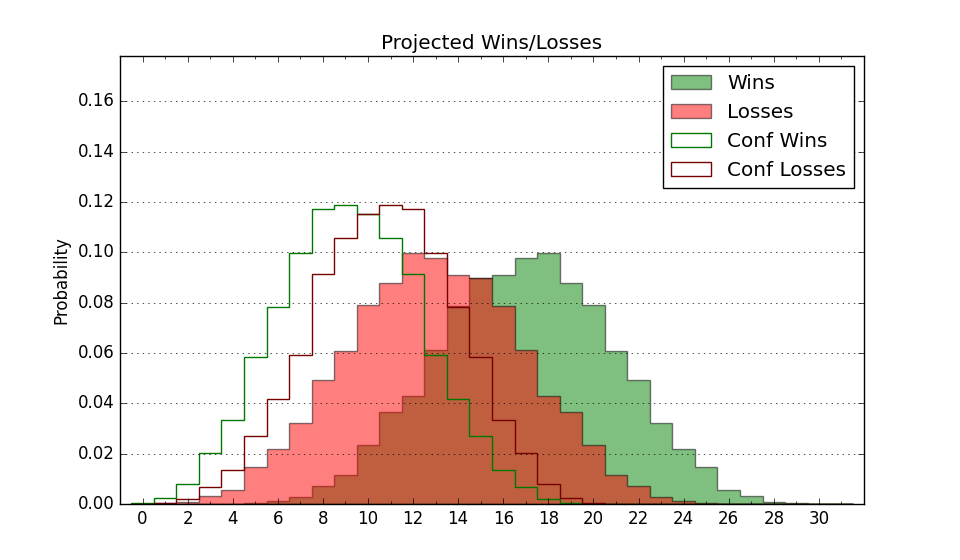 Projected Wins/Losses
Wins
Losses
Conf Wins
Conf Losses
Probability
0.16
0.14
0.12
0.10
0.08
0.06
0.04
0.02
0.00
0 2 4 6 8 10 12 14 16 18 20 22 24 26 28 30